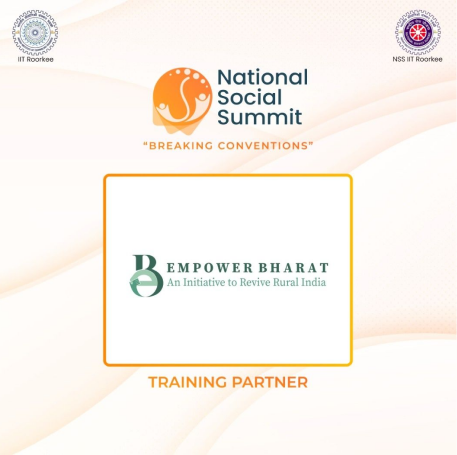 IIT Roorkee
NSS IIT Roorkee
National
Social
Summit
“BREAKING CONVENTIONS”
EMPOWER BHARAT
An Initiative to Revive Rural India
TRAINING PARTNER